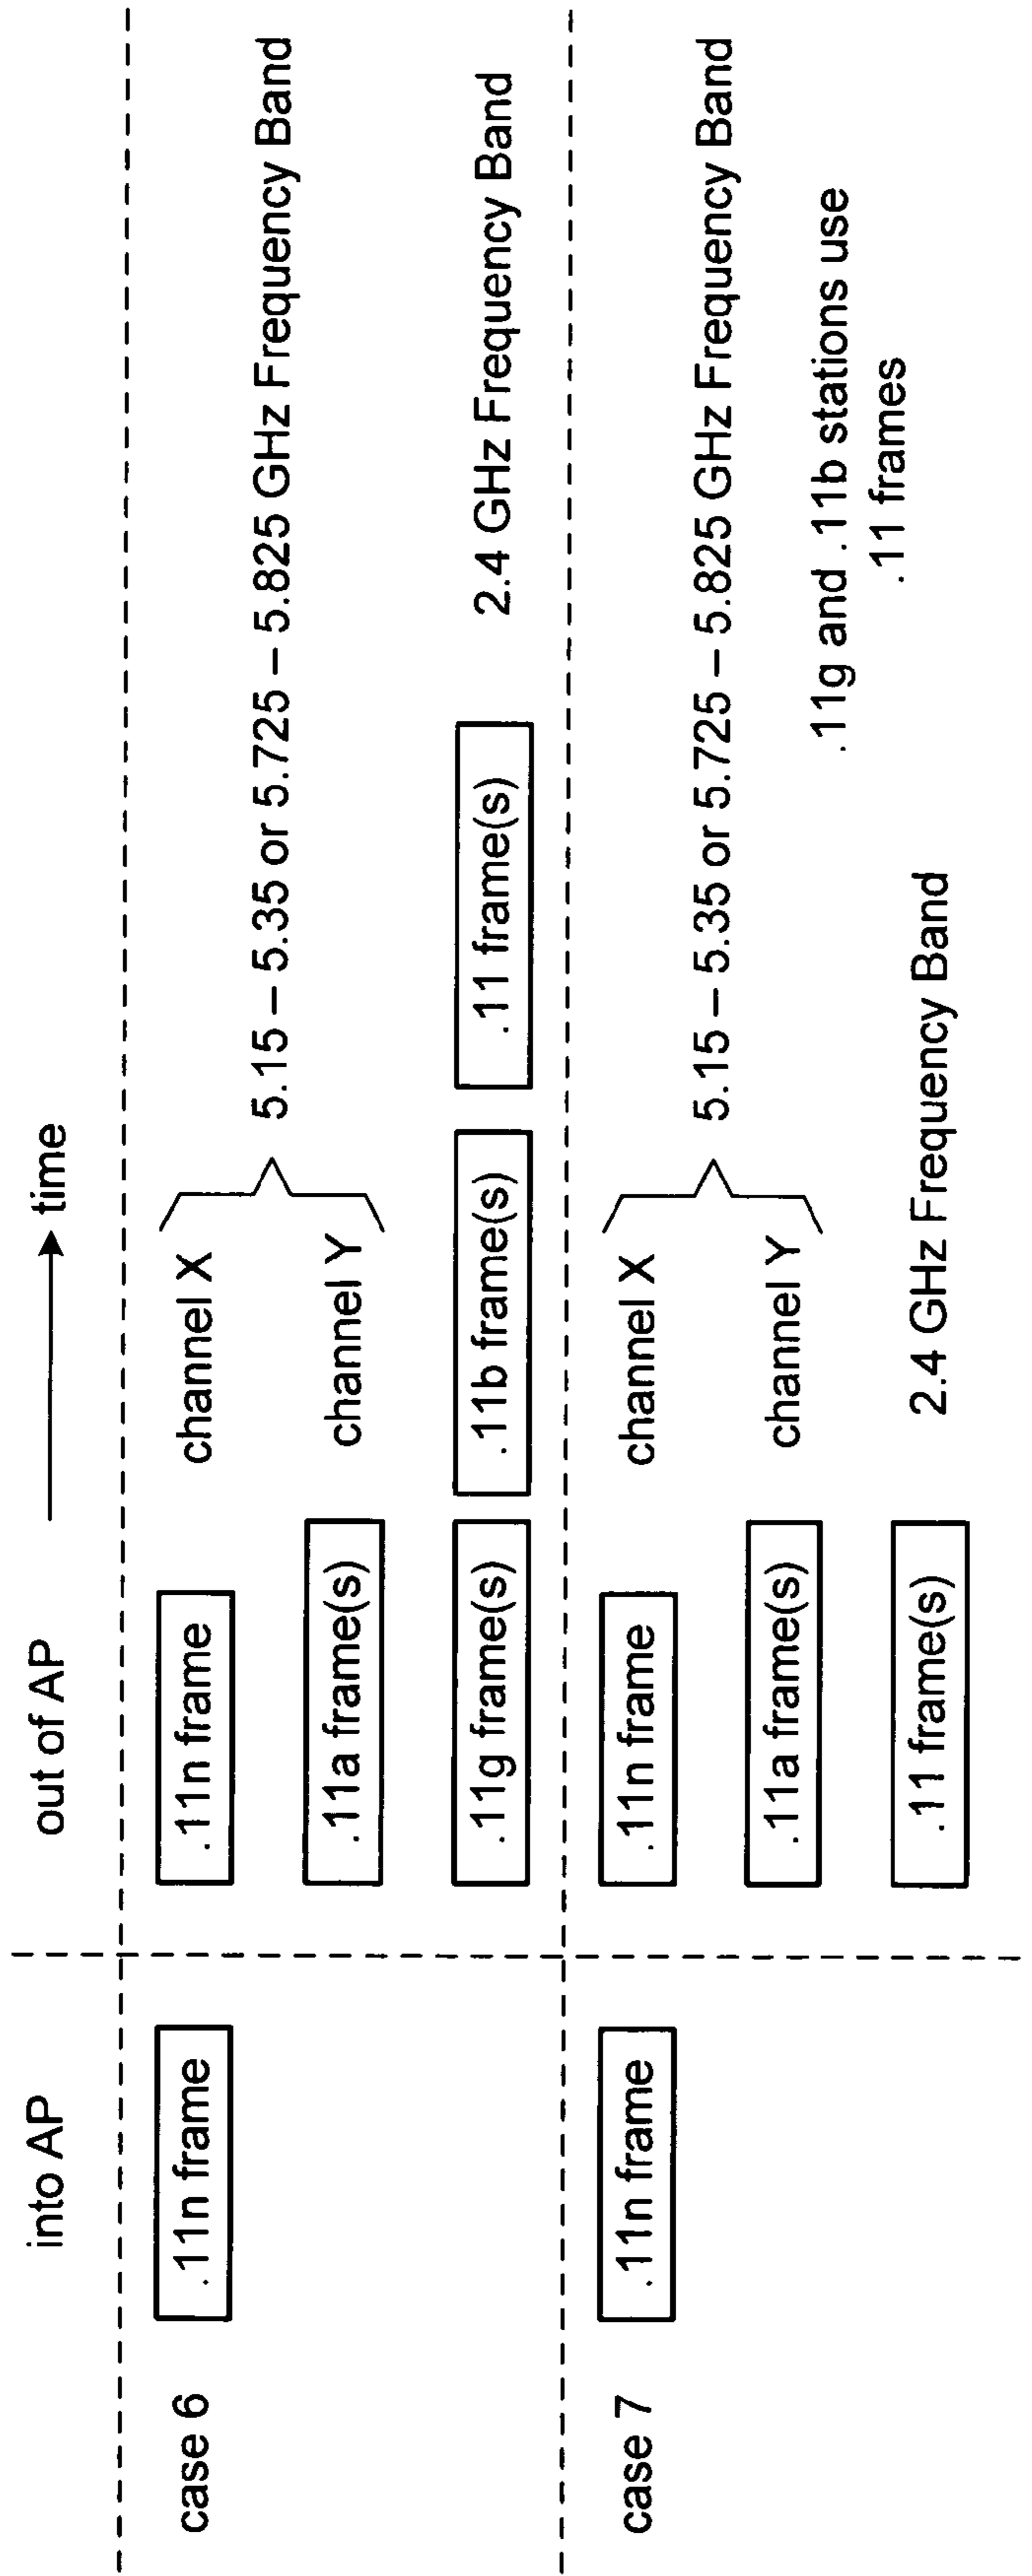 into AP
out of AP
time
case 6
.11n frame
.11n frame
channel X
5.15 – 5.35 or 5.725 – 5.825 GHz Frequency Band
.11a frame(s)
channel Y
.11g frame(s)
.11b frame(s)
.11 frame(s)
2.4 GHz Frequency Band
case 7
.11n frame
.11n frame
channel X
5.15 – 5.35 or 5.725 – 5.825 GHz Frequency Band
.11a frame(s)
channel Y
.11g and .11b stations use
.11 frames
.11 frame(s)
2.4 GHz Frequency Band